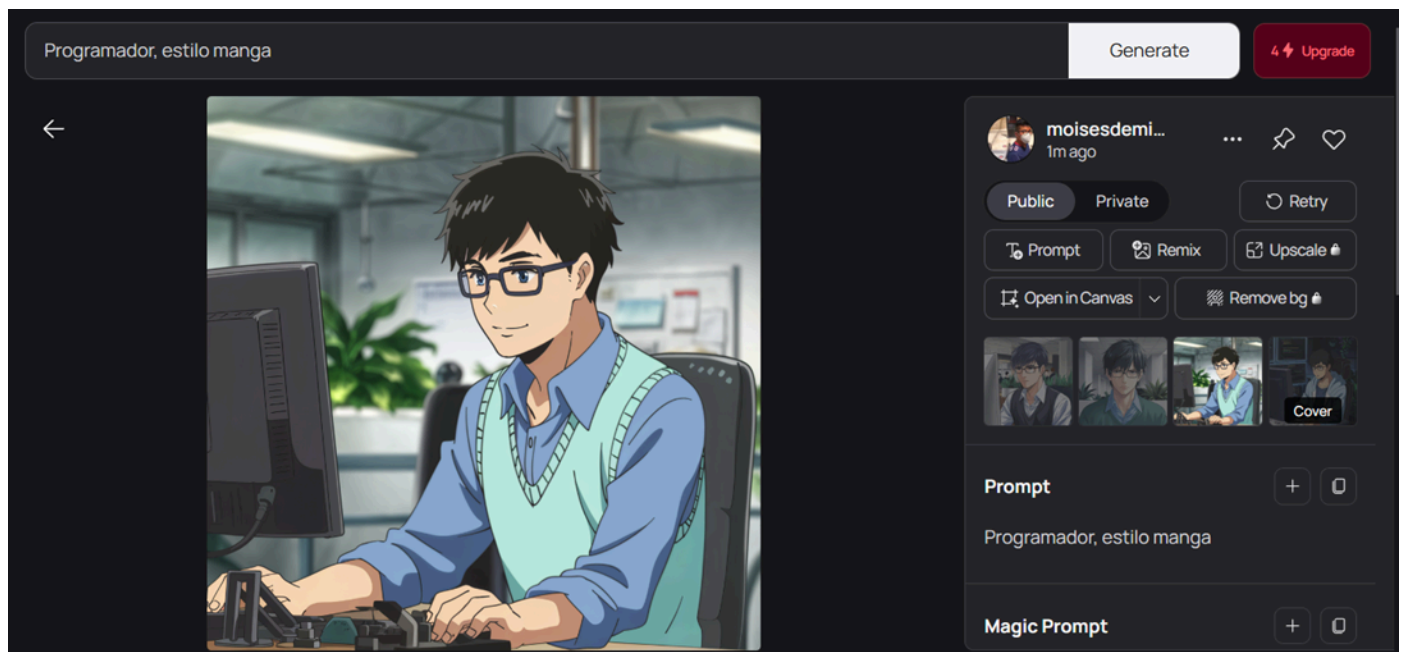 Programador, estilo manga
Generate
4 Upgrade
moisesdemi...
1m ago
Public
Private
Retry
Prompt
Remix
Upscale
Open in Canvas
Remove bg
Cover
Prompt
Programador, estilo manga
Magic Prompt